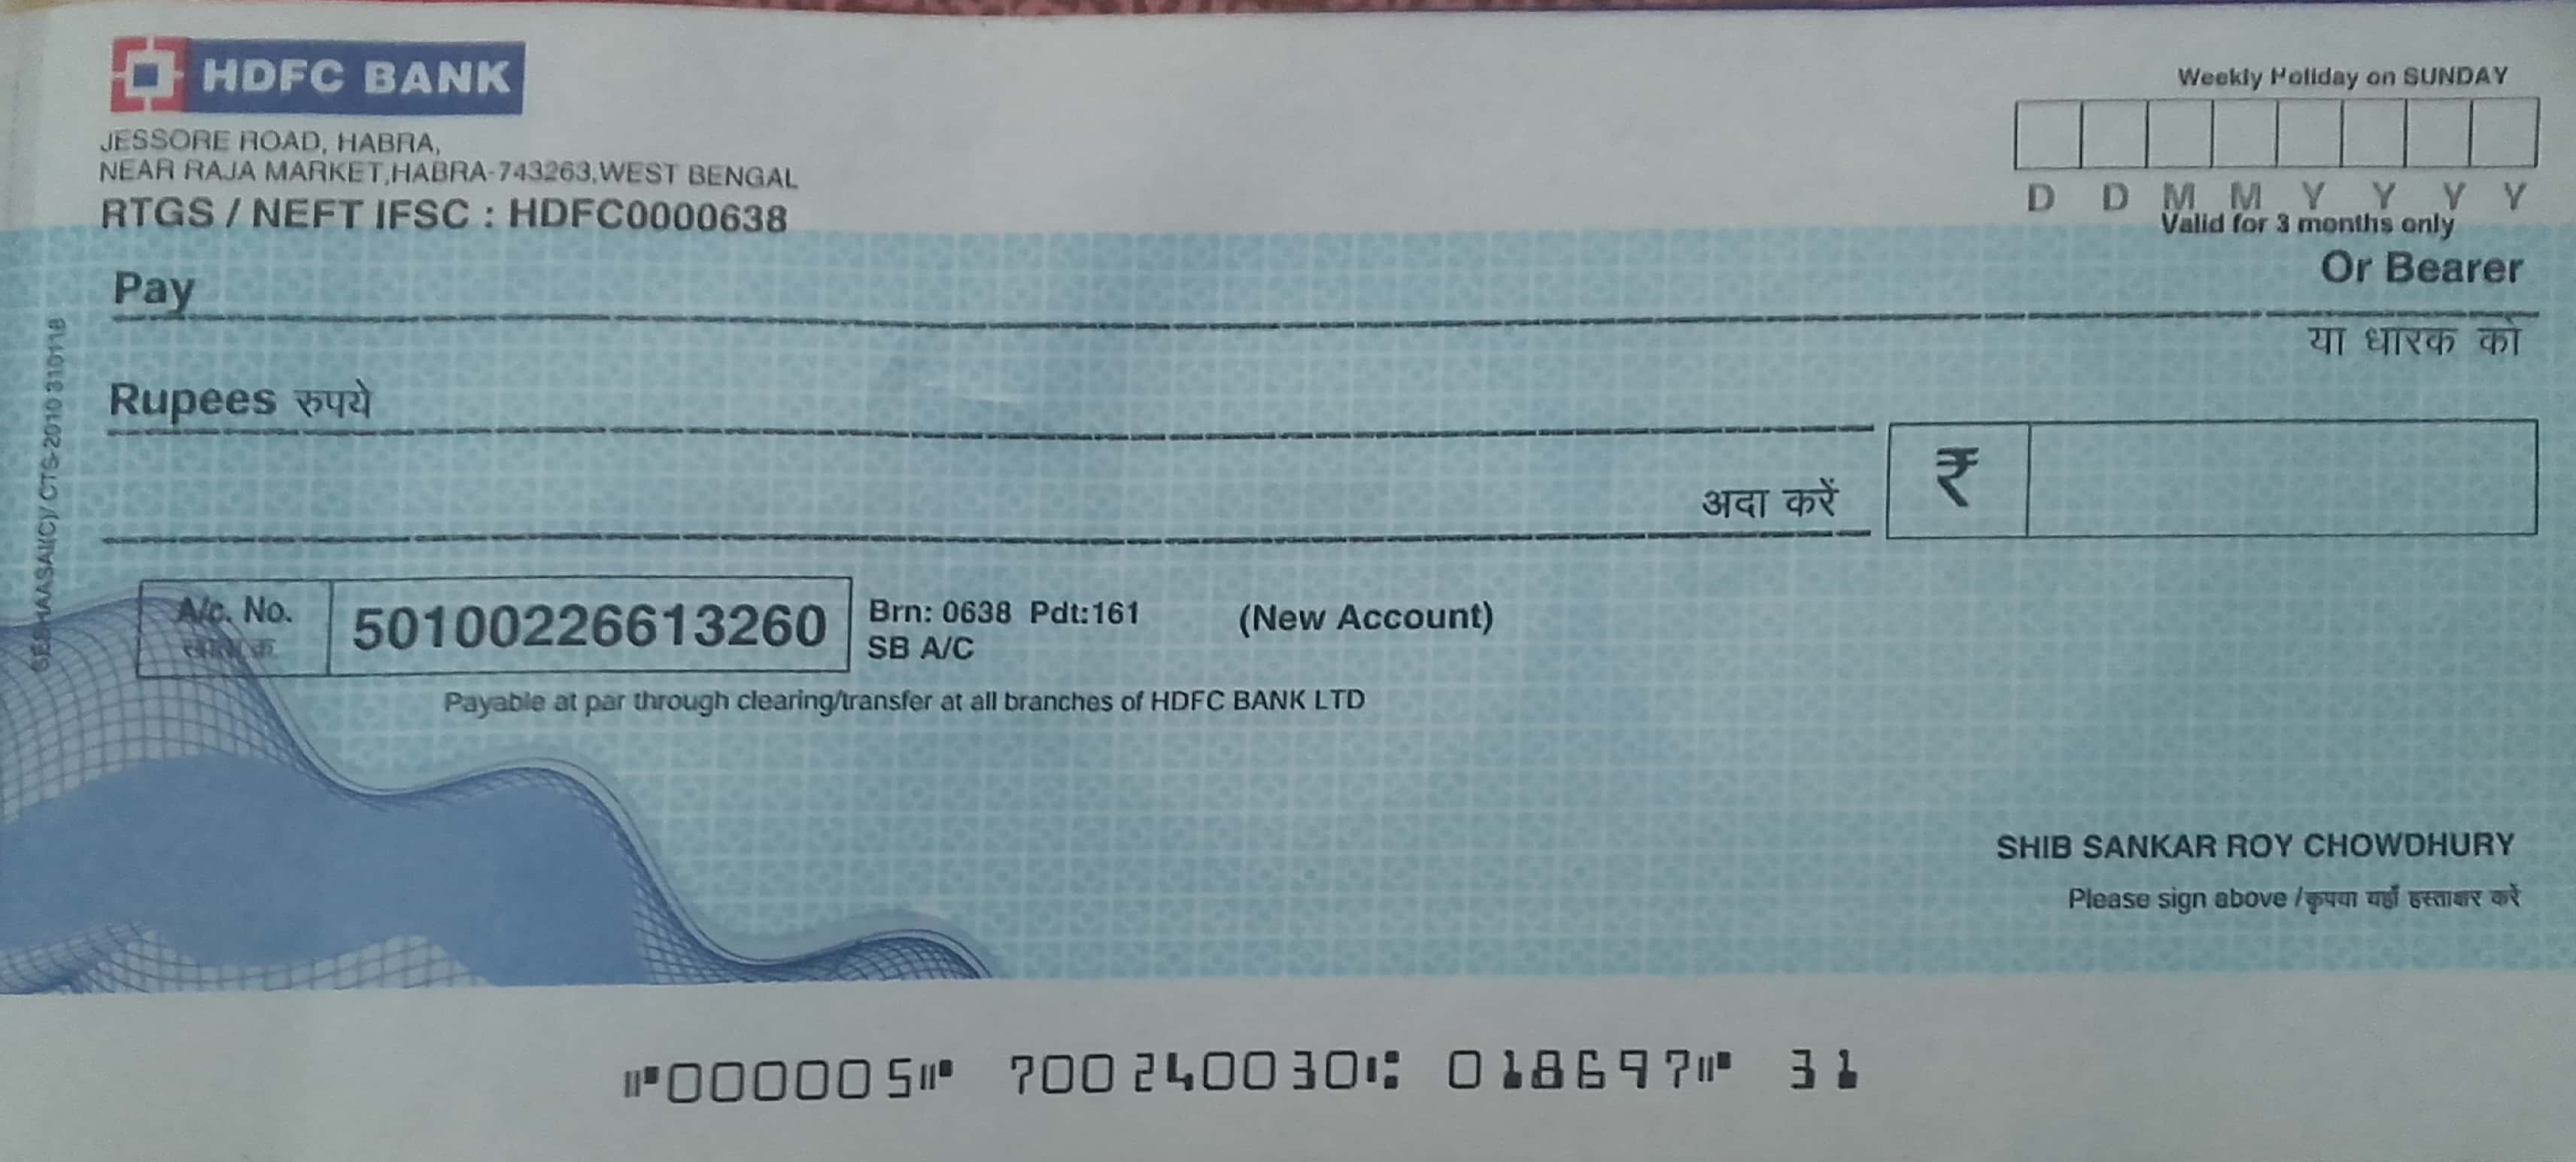 HDFC BANK
JESSORE ROAD, HABRA,
NEAR RAJA MARKET,HABRA-743263,WEST BENGAL
RTGS / NEFT IFSC : HDFC0000638
Weekly Holiday on SUNDAY
D D M M Y Y Y Y
Valid for 3 months only
Pay
Or Bearer
या धारक को
Rupees रुपये
अदा करें
₹
A/c. No.
50100226613260
Brn: 0638 Pdt:161
SB A/C
(New Account)
Payable at par through clearing/transfer at all branches of HDFC BANK LTD
SHIB SANKAR ROY CHOWDHURY
Please sign above /कृपया यहाँ हस्ताक्षर करें
CTS-2010 310118
⑈000005⑈ 700240030⑆ 018697⑈ 31